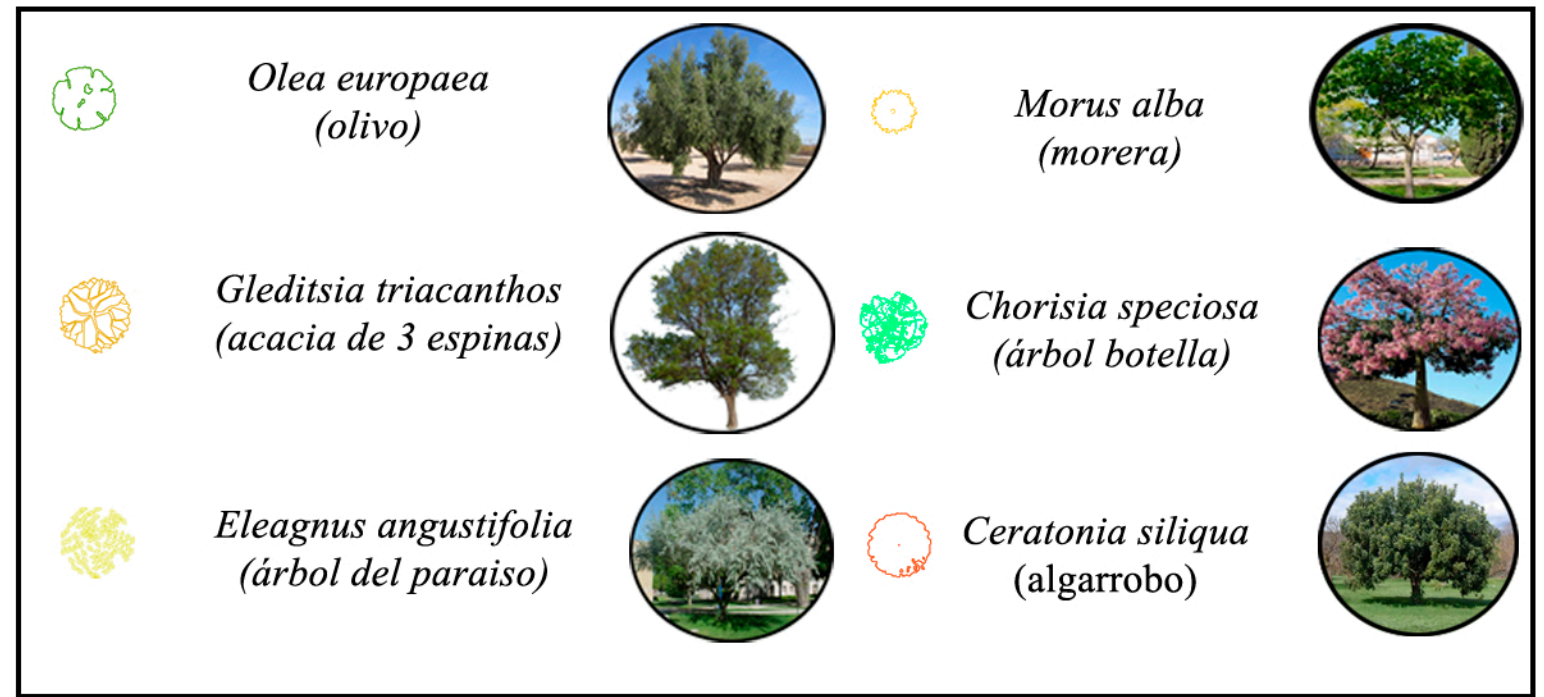 Olea europaea
(olivo)
Morus alba
(morera)
Gleditsia triacanthos
(acacia de 3 espinas)
Chorisia speciosa
(árbol botella)
Eleagnus angustifolia
(árbol del paraiso)
Ceratonia siliqua
(algarrobo)